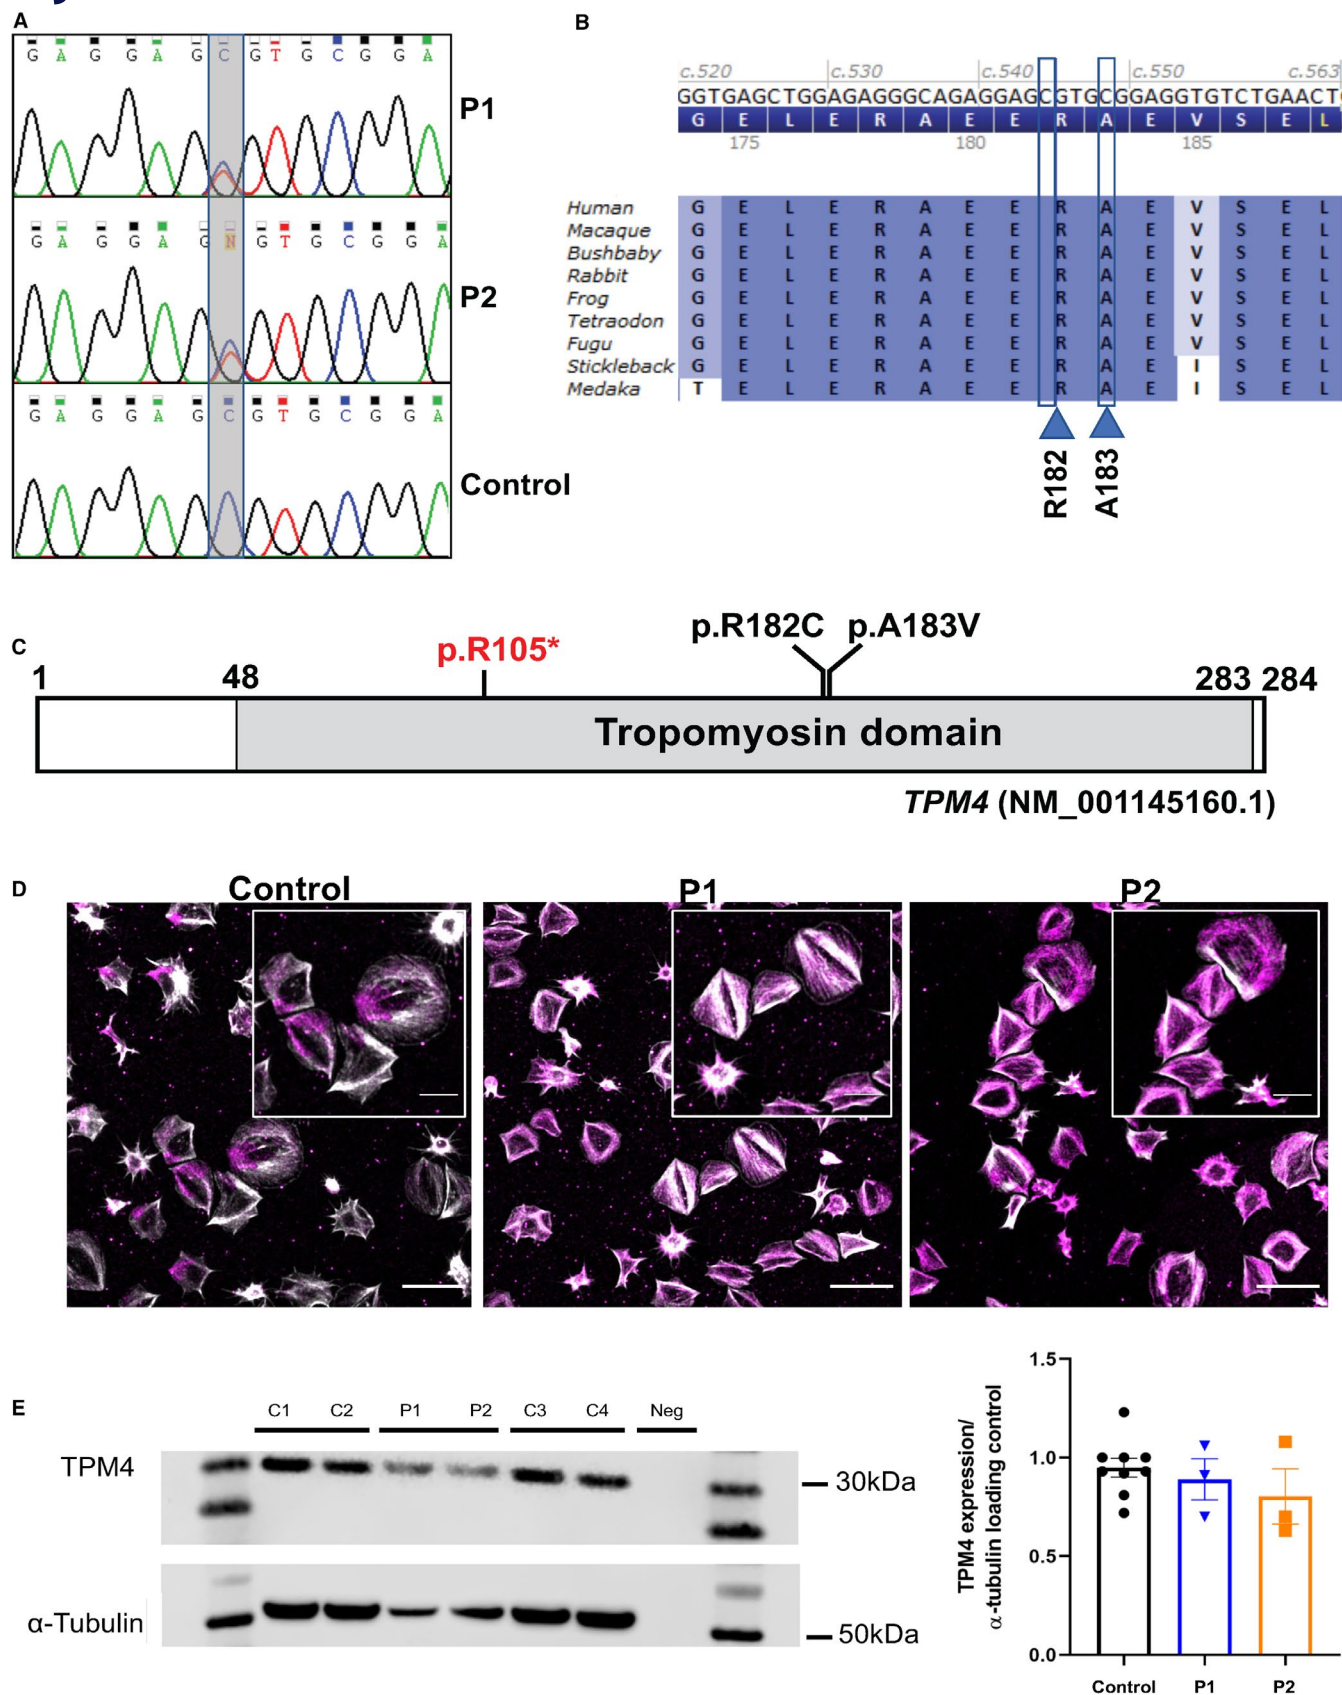 A
G A G G A G C G T G C G G A
P1
G A G G A G N G T G C G G A
P2
G A G G A G C G T G C G G A
Control
B
c.520 c.530 c.540 c.550 c.563
GGTGAGCTGGAGAGGGCAGAGGAGCGTGCGGAGGTGTCTGAACT
G E L E R A E E R A E V S E L
175 180 185
Human G E L E R A E E R A E V S E L
Macaque G E L E R A E E R A E V S E L
Bushbaby G E L E R A E E R A E V S E L
Rabbit G E L E R A E E R A E V S E L
Frog G E L E R A E E R A E V S E L
Tetraodon G E L E R A E E R A E V S E L
Fugu G E L E R A E E R A E V S E L
Stickleback G E L E R A E E R A E I S E L
Medaka T E L E R A E E R A E I S E L
R182 A183
C
p.R105* p.R182C p.A183V
1 48 283 284
Tropomyosin domain
TPM4 (NM_001145160.1)
D
Control P1 P2
E
C1 C2 P1 P2 C3 C4 Neg
TPM4
30kDa
α-Tubulin
50kDa
TPM4 expression/
α-tubulin loading control
1.5
1.0
0.5
0.0
Control P1 P2